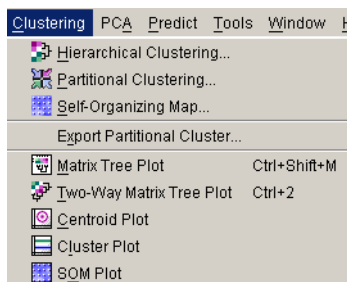 Clustering PCA Predict Tools Window
Hierarchical Clustering...
Partitional Clustering...
Self-Organizing Map...
Export Partitional Cluster...
Matrix Tree Plot Ctrl+Shift+M
Two-Way Matrix Tree Plot Ctrl+2
Centroid Plot
Cluster Plot
SOM Plot